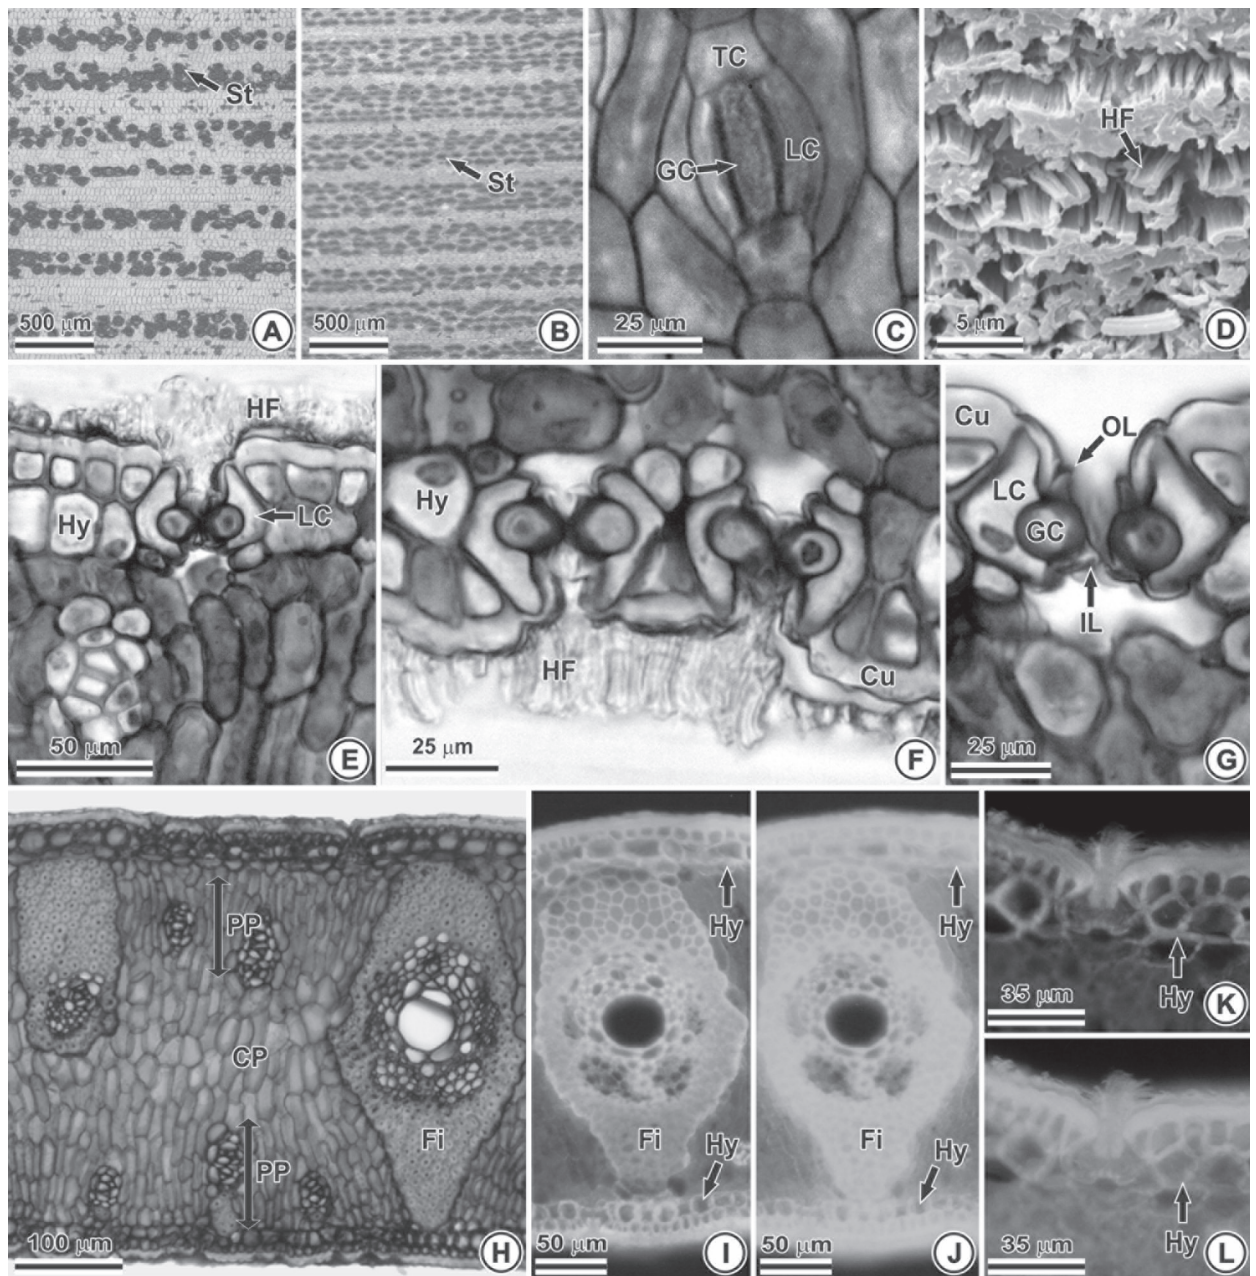 St
500 μm
A
St
500 μm
B
TC
GC
LC
25 μm
C
HF
5 μm
D
HF
Hy
LC
50 μm
E
Hy
HF
Cu
25 μm
F
Cu
OL
LC
GC
IL
25 μm
G
PP
CP
Fi
PP
100 μm
H
Hy
Fi
Hy
50 μm
I
Hy
Fi
Hy
50 μm
J
Hy
35 μm
K
Hy
35 μm
L